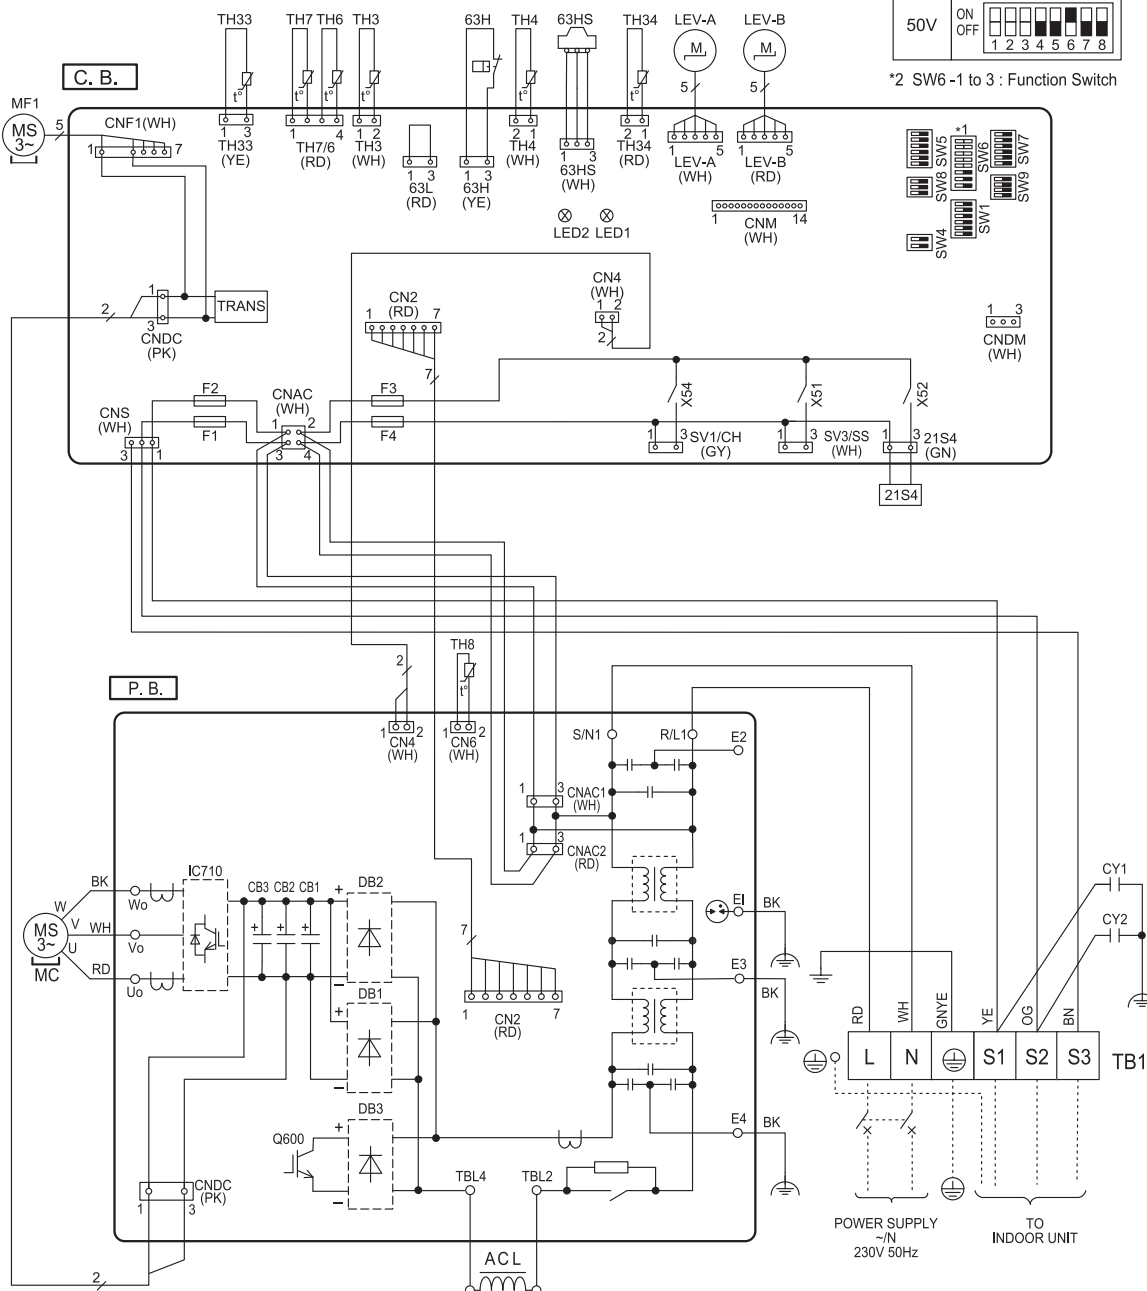 50V
ON
OFF
1 2 3 4 5 6 7 8
*2 SW6 -1 to 3 : Function Switch
TH33
TH7 TH6
TH3
63H
TH4
63HS
TH34
LEV-A
LEV-B
M
M
t°
t°
t°
t°
t°
t°
5
5
C. B.
MF1
MS
3~
5
CNF1(WH)
1
7
1 3
TH33
(YE)
1 4
TH7/6
(RD)
1 2
TH3
(WH)
1 3
63L
(RD)
1 3
63H
(YE)
2 1
TH4
(WH)
1 3
63HS
(WH)
2 1
TH34
(RD)
1 5
LEV-A
(WH)
1 5
LEV-B
(RD)
*1
SW5
SW6
SW7
SW8
SW9
SW1
SW4
LED2 LED1
1 14
CNM
(WH)
TRANS
2
1
3
CNDC
(PK)
CN2
(RD)
1 7
7
CN4
(WH)
1 2
2
1 3
CNDM
(WH)
CNS
(WH)
3 1
F2
F1
CNAC
(WH)
1 2
3 4
F3
F4
X54
X51
X52
1 3
SV1/CH
(GY)
1 3
SV3/SS
(WH)
1 3
21S4
(GN)
21S4
P. B.
2
1 2
CN4
(WH)
TH8
t°
1 2
CN6
(WH)
S/N1
R/L1
E2
1 3
CNAC1
(WH)
1 3
CNAC2
(RD)
EI
BK
E3
BK
E4
BK
MS
3~
MC
W
V
U
BK
WH
RD
Wo
Vo
Uo
IC710
CB3 CB2 CB1
+ + +
DB2
+
−
DB1
+
−
DB3
+
−
Q600
7
1 7
CN2
(RD)
CNDC
(PK)
1 3
2
TBL4
TBL2
ACL
CY1
CY2
RD
WH
GNYE
YE
OG
BN
L
N
S1
S2
S3
TB1
POWER SUPPLY
~/N
230V 50Hz
TO
INDOOR UNIT